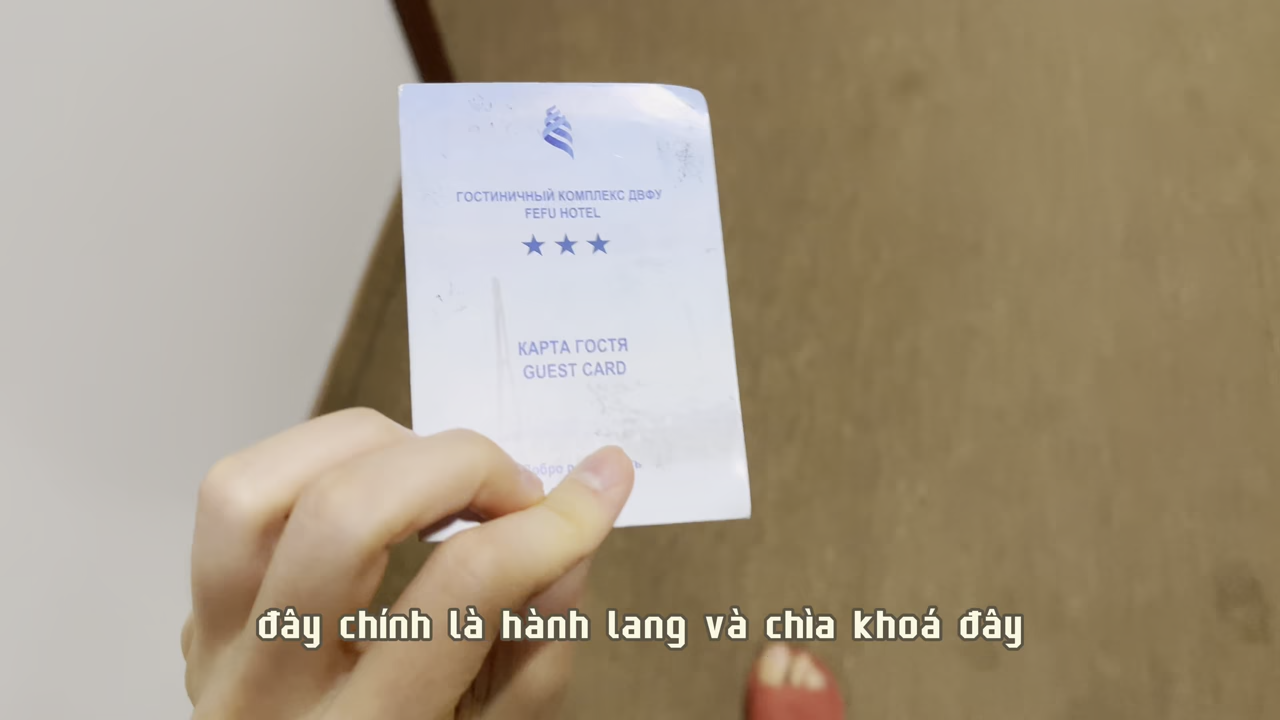 ГОСТИНИЧНЫЙ КОМПЛЕКС ДВФУ
FEFU HOTEL
КАРТА ГОСТЯ
GUEST CARD
đây chính là hành lang và chìa khoá đây